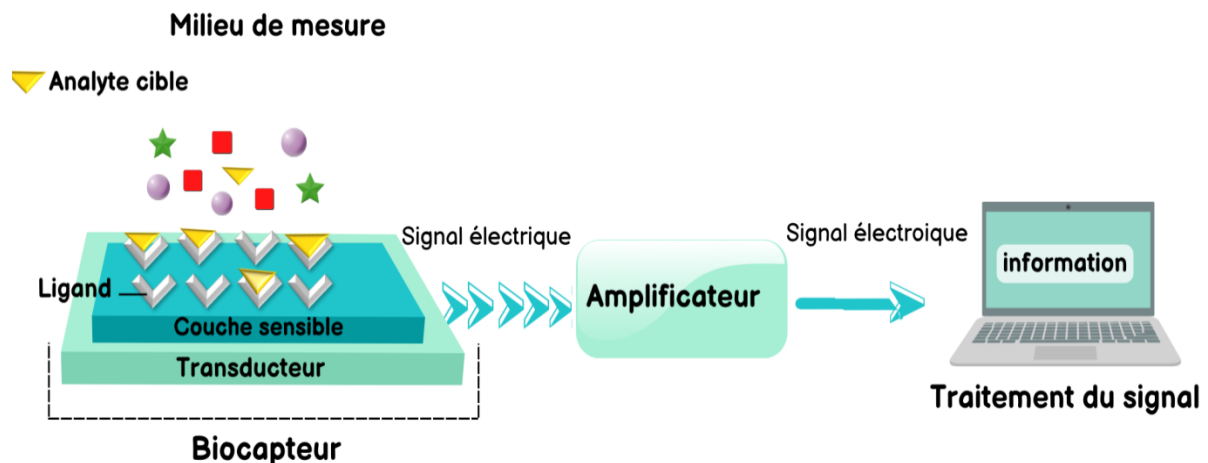 Milieu de mesure
Analyte cible
Signal électrique
Signal électroique
Amplificateur
information
Ligand
Couche sensible
Transducteur
Traitement du signal
Biocapteur